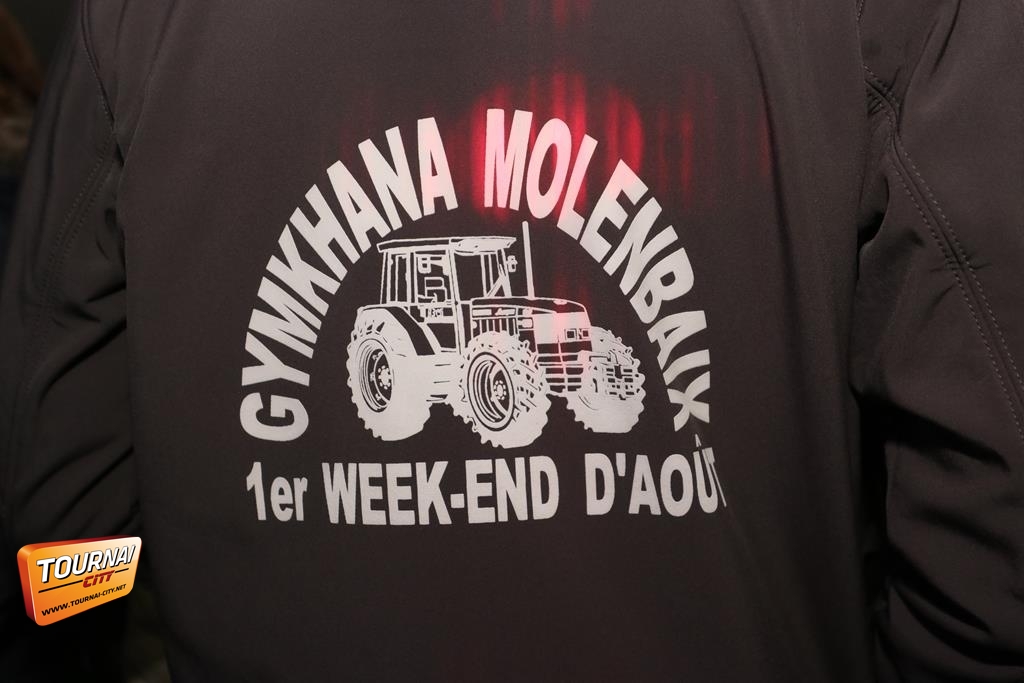 GYMKHANA MOLENBAIX
1er WEEK-END D'AOÛT
TOURNAI
CITY
WWW.TOURNAI-CITY.NET